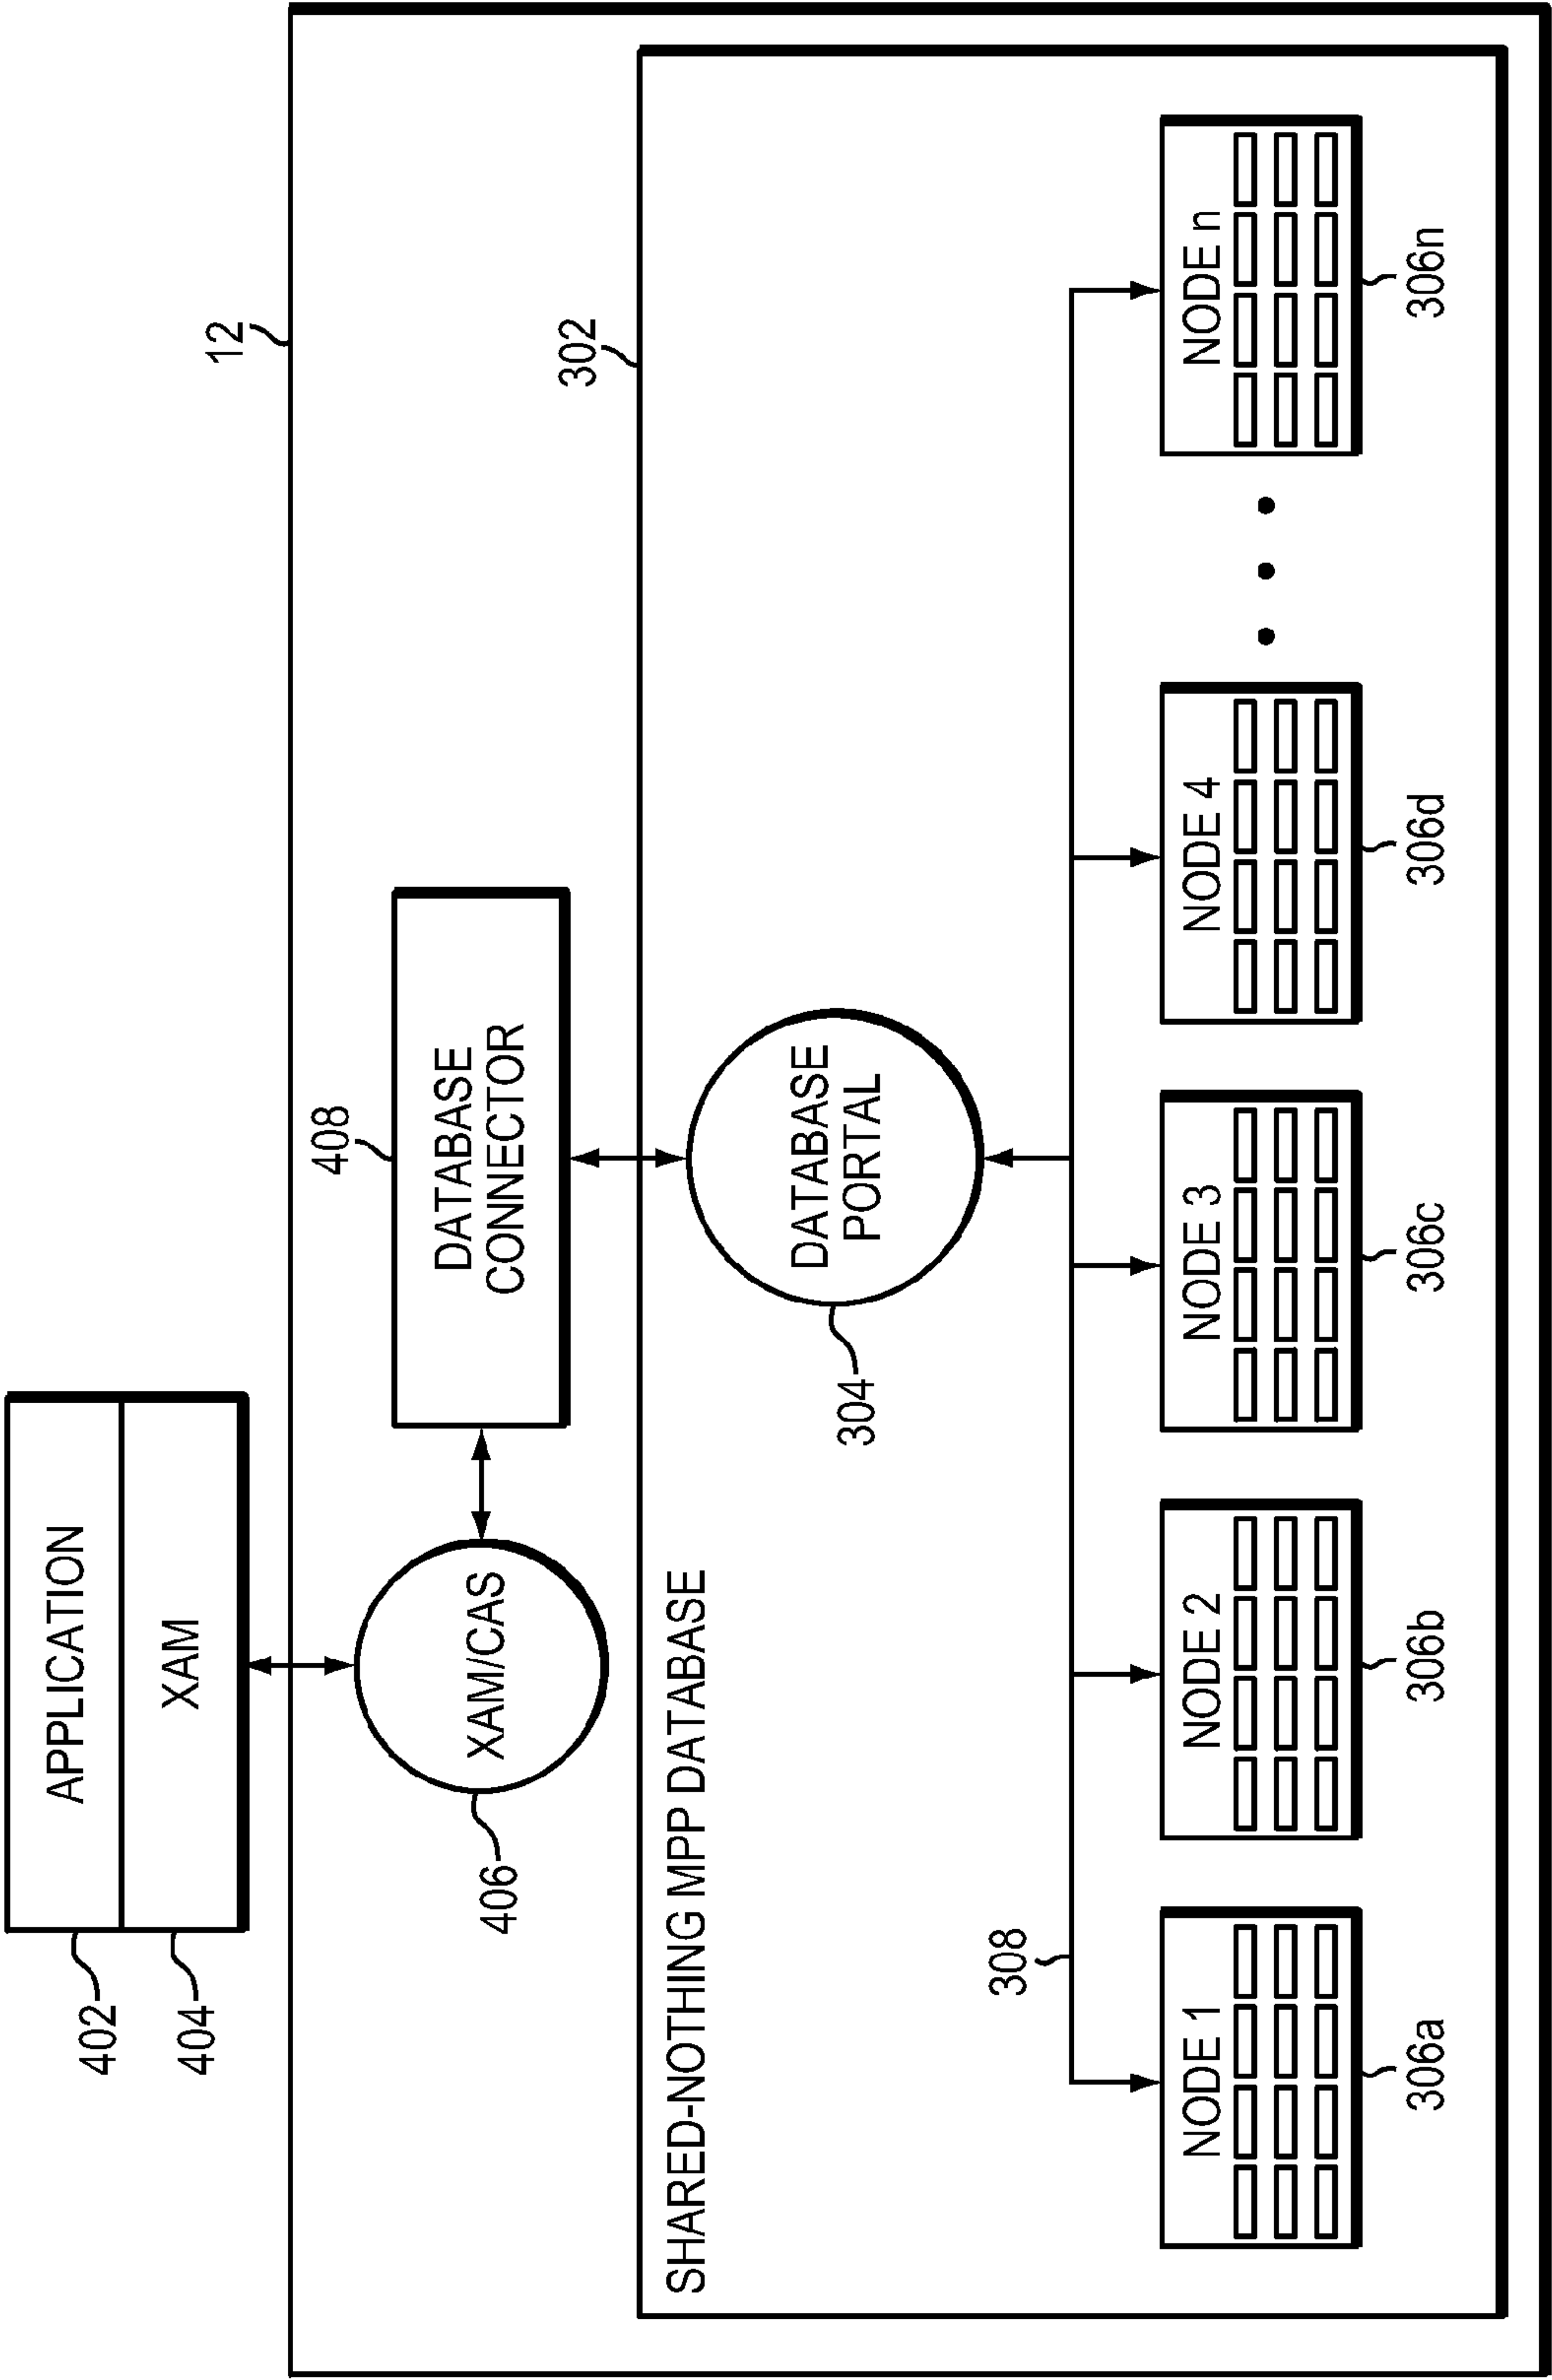 402
APPLICATION
404
XAM
12
408
406
XAM/CAS
DATABASE
CONNECTOR
302
SHARED-NOTHING MPP DATABASE
304
DATABASE
PORTAL
308
NODE 1
NODE 2
NODE 3
NODE 4
NODE n
306a
306b
306c
306d
306n